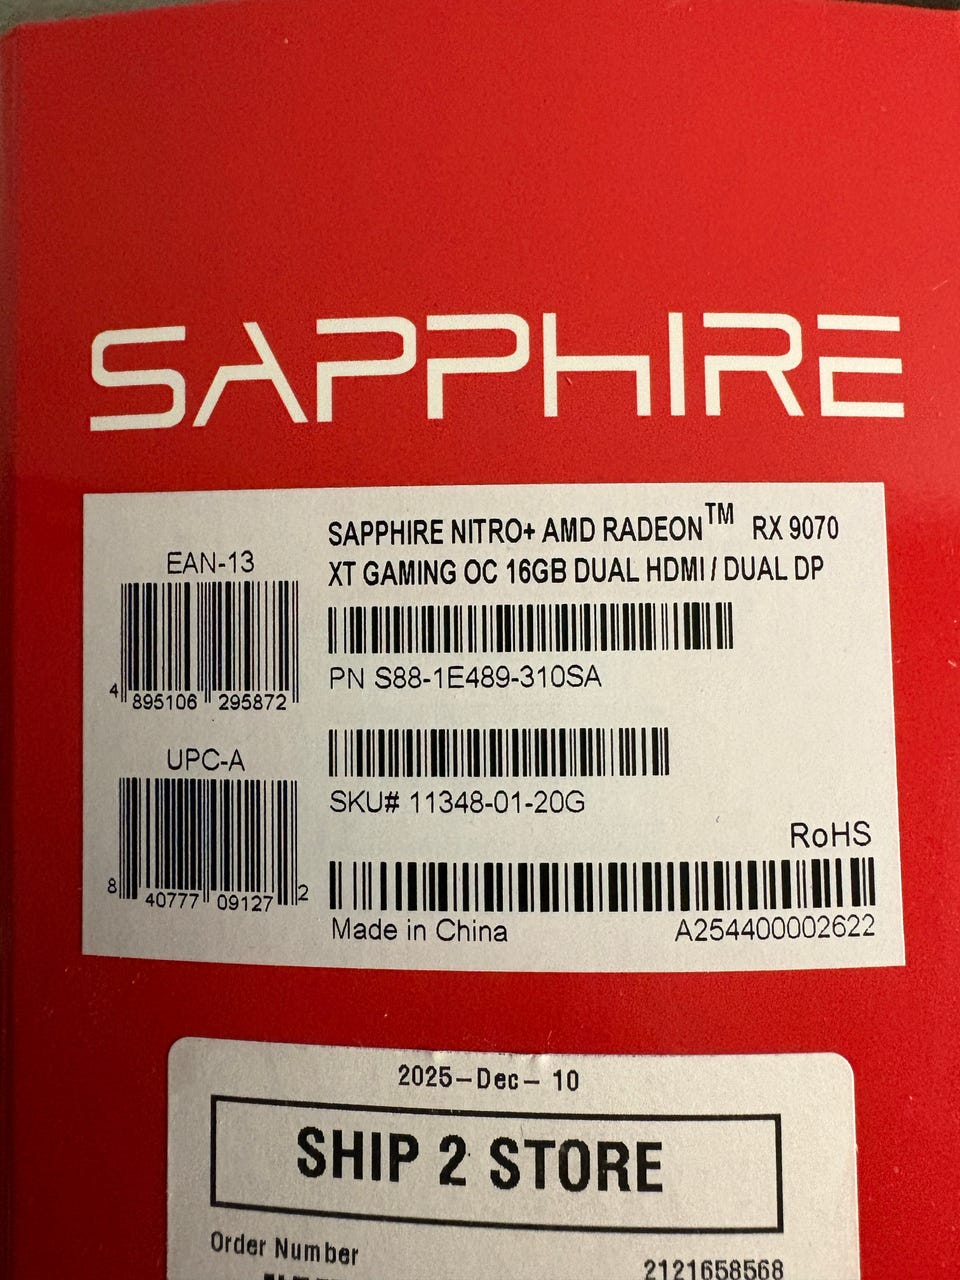 SAPPHIRE
SAPPHIRE NITRO+ AMD RADEON™ RX 9070
XT GAMING OC 16GB DUAL HDMI / DUAL DP
EAN-13
4 895106 295872
PN S88-1E489-310SA
UPC-A
8 40777 09127 2
SKU# 11348-01-20G
RoHS
Made in China
A254400002622
2025-Dec- 10
SHIP 2 STORE
Order Number
2121658568